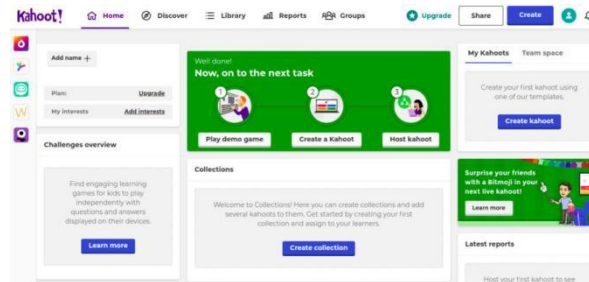 Kahoot!
Home
Discover
Library
Reports
Groups
Upgrade
Share
Create
Add name +
Plan: Upgrade
My interests Add interests
Challenges overview
Find engaging learning
games for kids to play
independently with
questions and answers
displayed on their devices.
Learn more
Well done!
Now, on to the next task
1
2
3
Play demo game
Create a Kahoot
Host kahoot
Collections
Welcome to Collections! Here you can create collections and add
several kahoots to them. Get started by creating your first
collection and assign to your learners.
Create collection
My Kahoots Team space
Create your first kahoot using
one of our templates.
Create kahoot
Surprise your friends
with a Bitmoji in your
next live kahoot!
Learn more
Latest reports
Host your first kahoot to see